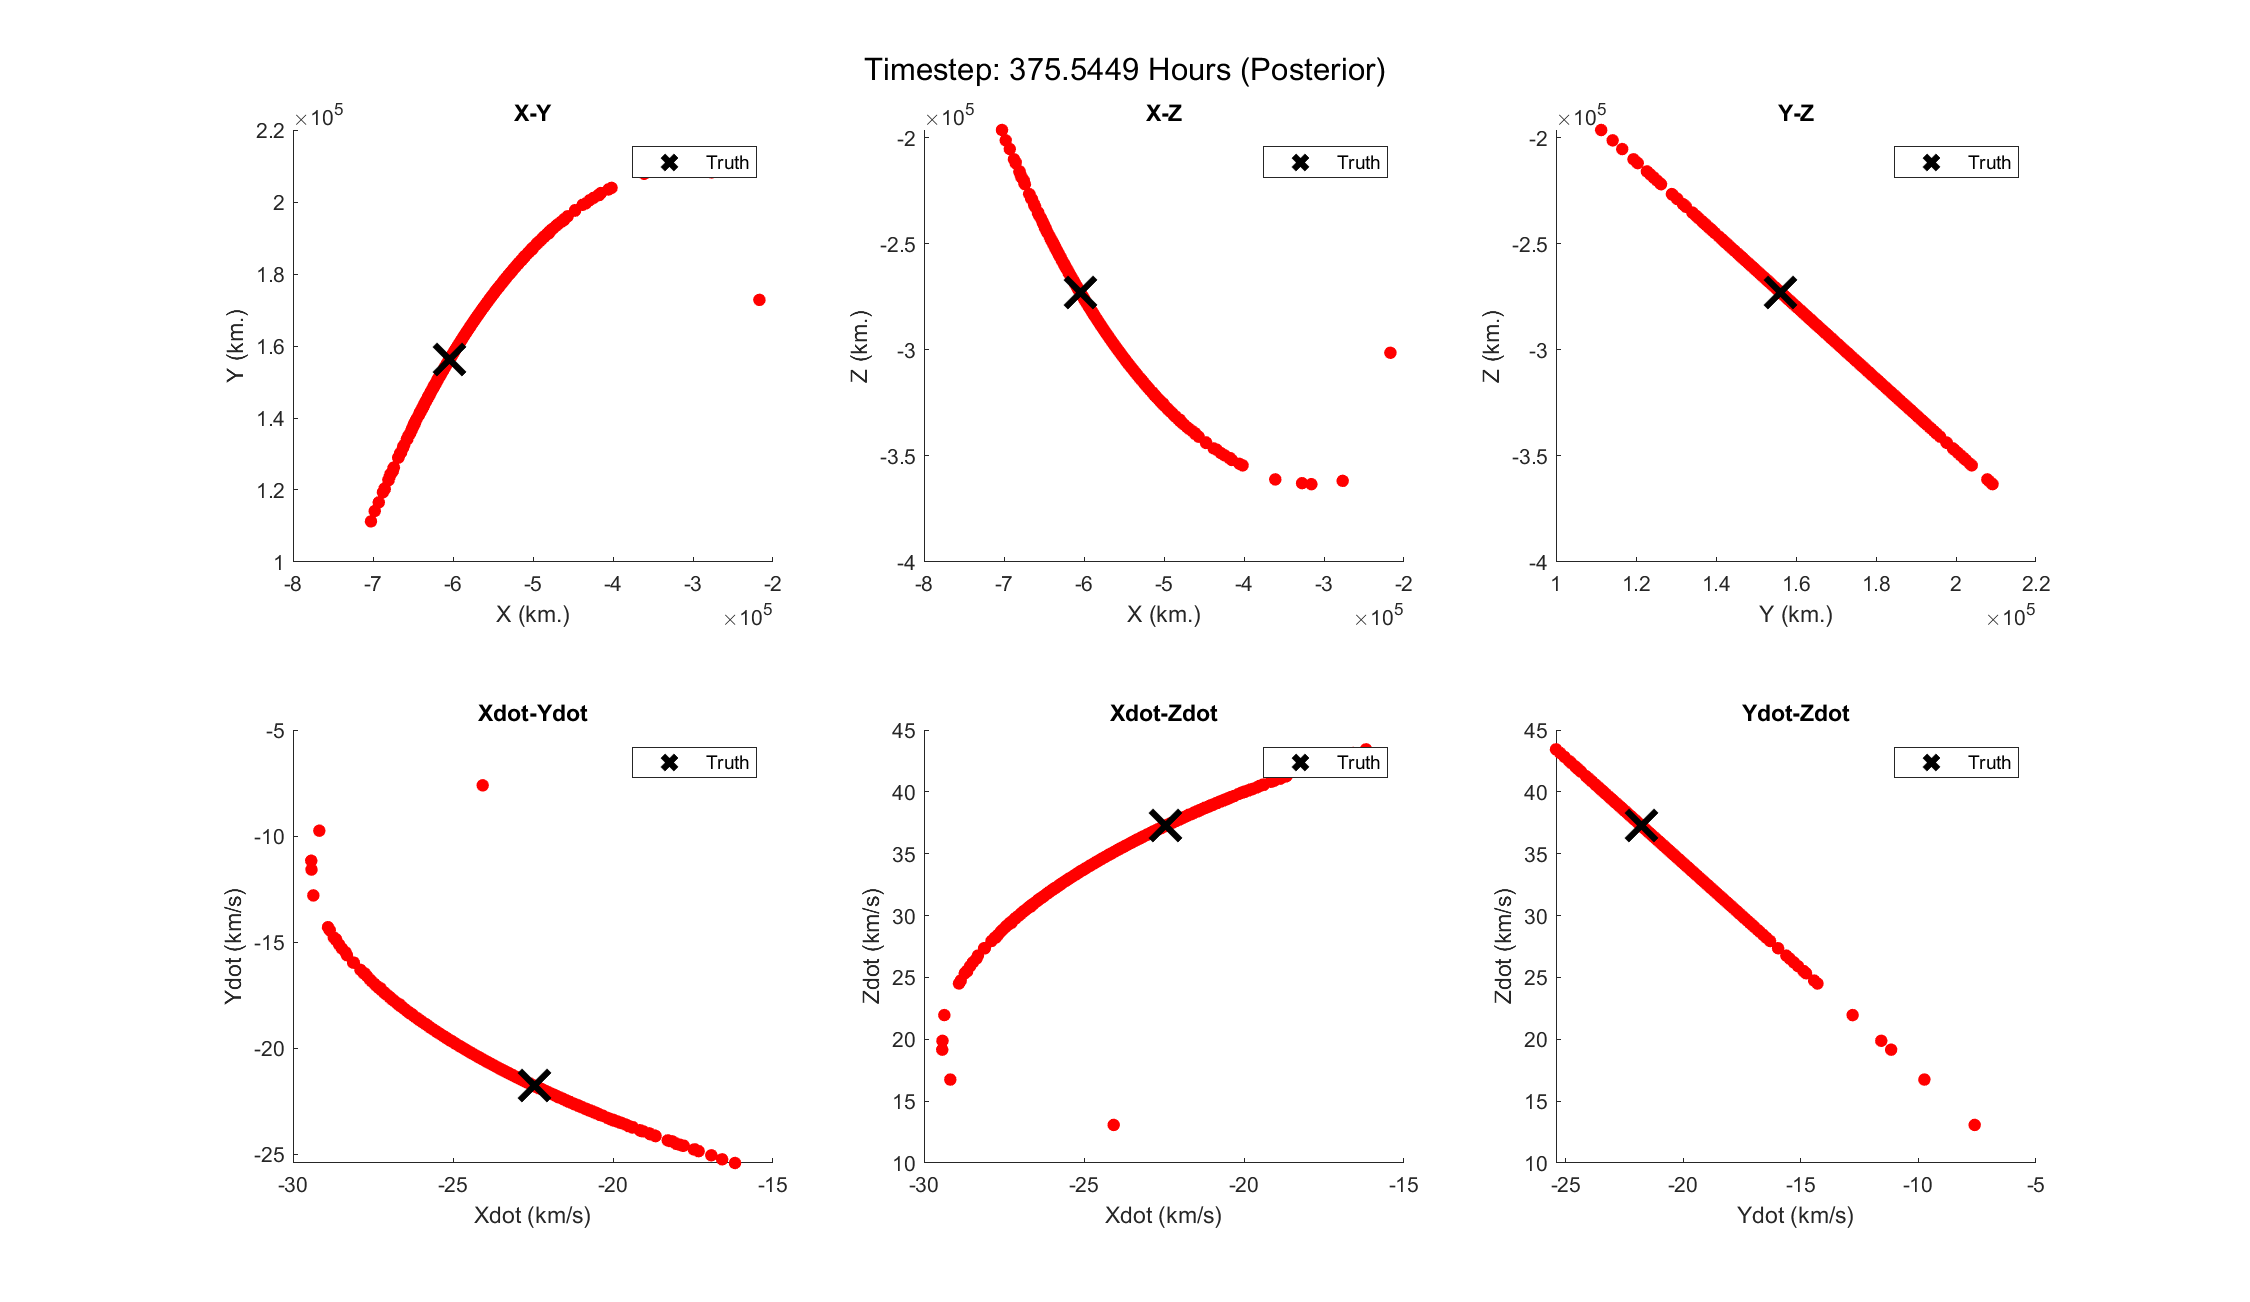 Timestep: 375.5449 Hours (Posterior)
X-Y
×10^5
2.2
2
1.8
1.6
1.4
1.2
1
-8 -7 -6 -5 -4 -3 -2
×10^5
X (km.)
Y (km.)
Truth
X-Z
×10^5
-2
-2.5
-3
-3.5
-4
-8 -7 -6 -5 -4 -3 -2
×10^5
X (km.)
Z (km.)
Truth
Y-Z
×10^5
-2
-2.5
-3
-3.5
-4
1 1.2 1.4 1.6 1.8 2 2.2
×10^5
Y (km.)
Z (km.)
Truth
Xdot-Ydot
-5
-10
-15
-20
-25
-30 -25 -20 -15
Xdot (km/s)
Ydot (km/s)
Truth
Xdot-Zdot
45
40
35
30
25
20
15
10
-30 -25 -20 -15
Xdot (km/s)
Zdot (km/s)
Truth
Ydot-Zdot
45
40
35
30
25
20
15
10
-25 -20 -15 -10 -5
Ydot (km/s)
Zdot (km/s)
Truth